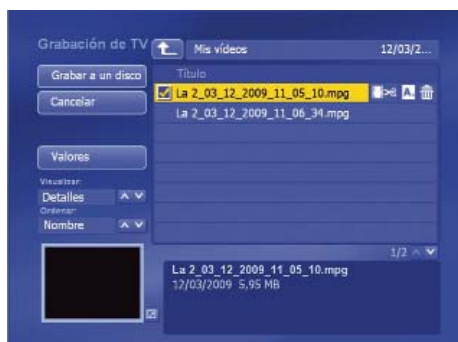 Grabación de TV
Mis vídeos 12/03/2...
Grabar a un disco
Cancelar
Valores
Visualizar:
Detalles
Ordenar:
Nombre
Título
La 2_03_12_2009_11_05_10.mpg
La 2_03_12_2009_11_06_34.mpg
1/2
La 2_03_12_2009_11_05_10.mpg
12/03/2009 5,95 MB